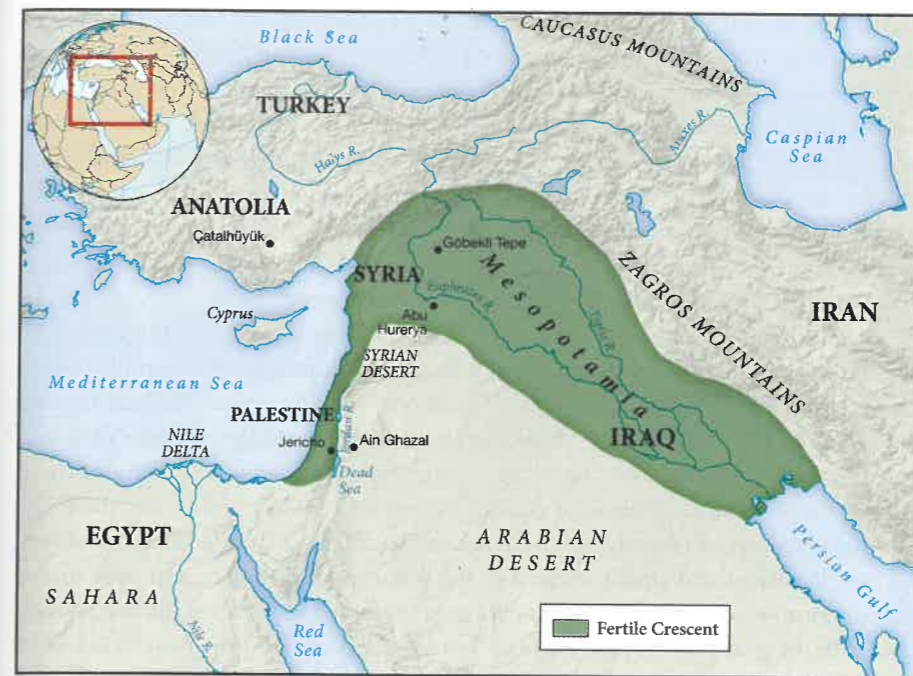 Black Sea
CAUCASUS MOUNTAINS
TURKEY
Halys R.
Araxes R.
Caspian
Sea
ANATOLIA
Çatalhüyük
Göbekli Tepe
SYRIA
Euphrates R.
Mesopotamia
Tigris R.
ZAGROS MOUNTAINS
IRAN
Cyprus
Abu
Hurerya
SYRIAN
DESERT
Mediterranean Sea
PALESTINE
Jordan R.
IRAQ
NILE
DELTA
Jericho
Ain Ghazal
Dead
Sea
EGYPT
ARABIAN
DESERT
Persian Gulf
SAHARA
Nile R.
Red
Sea
Fertile Crescent